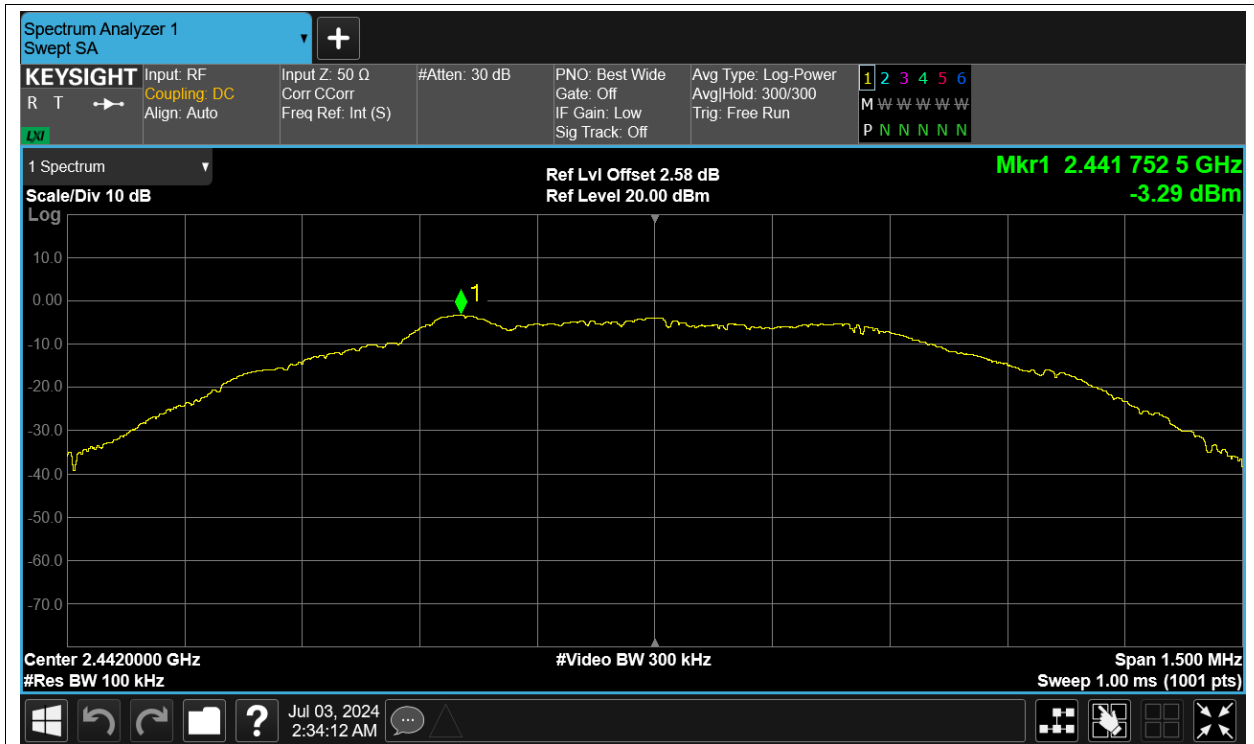 Spectrum Analyzer 1
Swept SA
KEYSIGHT
R T
LXI
Input: RF
Coupling: DC
Align: Auto
Input Z: 50 Ω
Corr CCorr
Freq Ref: Int (S)
#Atten: 30 dB
PNO: Best Wide
Gate: Off
IF Gain: Low
Sig Track: Off
Avg Type: Log-Power
Avg|Hold: 300/300
Trig: Free Run
1 2 3 4 5 6
M W W W W W
P N N N N N
1 Spectrum
Scale/Div 10 dB
Ref Lvl Offset 2.58 dB
Ref Level 20.00 dBm
Mkr1 2.441 752 5 GHz
-3.29 dBm
Log
10.0
0.00
-10.0
-20.0
-30.0
-40.0
-50.0
-60.0
-70.0
1
Center 2.4420000 GHz
#Res BW 100 kHz
#Video BW 300 kHz
Span 1.500 MHz
Sweep 1.00 ms (1001 pts)
?
Jul 03, 2024
2:34:12 AM